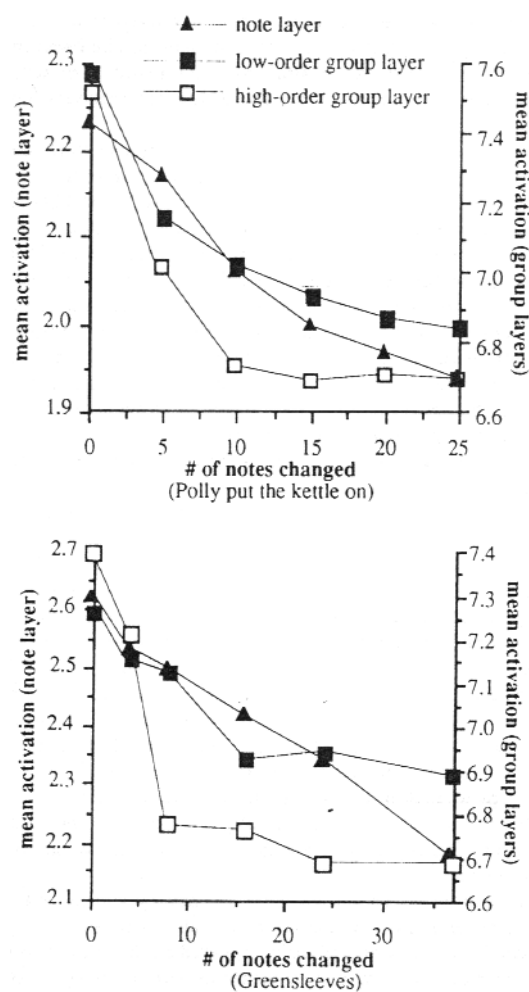 note layer
low-order group layer
high-order group layer
mean activation (note layer)
2.3
2.2
2.1
2.0
1.9
7.6
7.4
7.2
7.0
6.8
6.6
mean activation
(group layers)
0 5 10 15 20 25
# of notes changed
(Polly put the kettle on)
mean activation (note layer)
2.7
2.6
2.5
2.4
2.3
2.2
2.1
7.4
7.3
7.2
7.1
7.0
6.9
6.8
6.7
6.6
mean activation
(group layers)
0 10 20 30
# of notes changed
(Greensleeves)